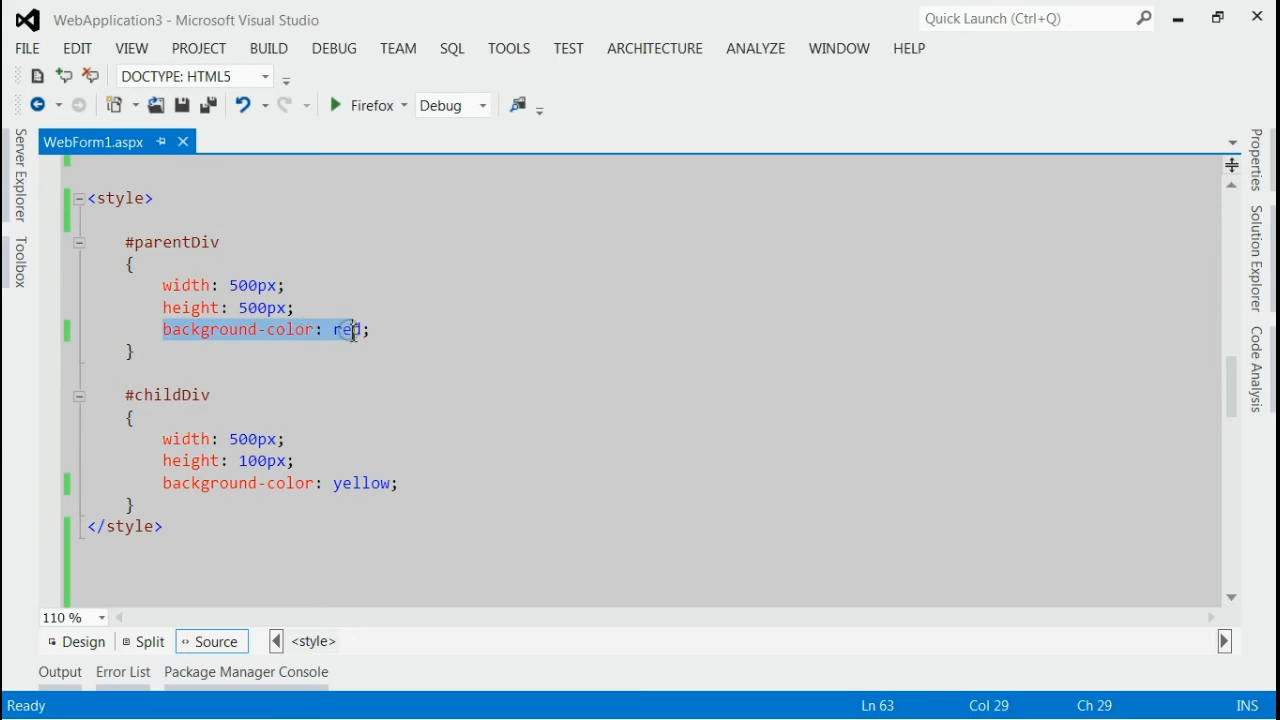 WebApplication3 - Microsoft Visual Studio
Quick Launch (Ctrl+Q)
FILE EDIT VIEW PROJECT BUILD DEBUG TEAM SQL TOOLS TEST ARCHITECTURE ANALYZE WINDOW HELP
DOCTYPE: HTML5
Firefox Debug
WebForm1.aspx
Server Explorer
Toolbox
<style>
#parentDiv
{
width: 500px;
height: 500px;
background-color: red;
}
#childDiv
{
width: 500px;
height: 100px;
background-color: yellow;
}
</style>
Properties
Solution Explorer
Code Analysis
110 %
Design Split Source <style>
Output Error List Package Manager Console
Ready Ln 63 Col 29 Ch 29 INS